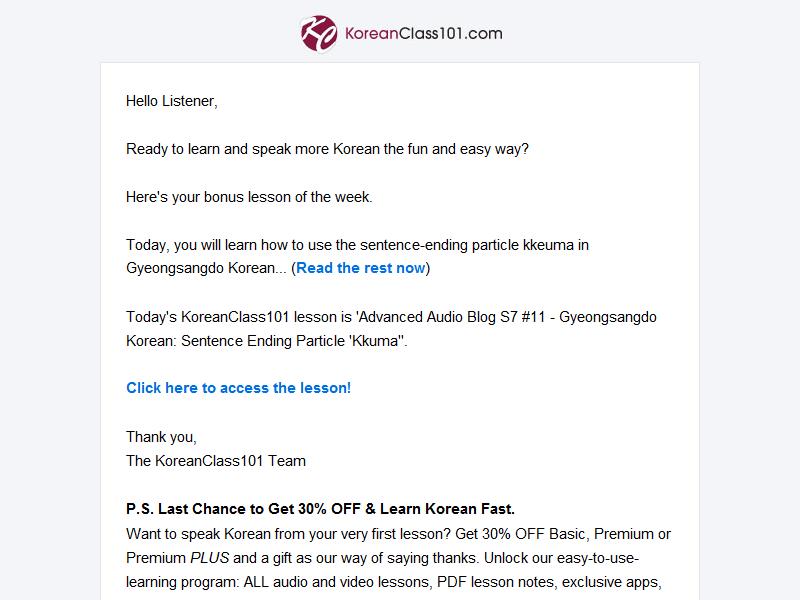 KoreanClass101.com
Hello Listener,
Ready to learn and speak more Korean the fun and easy way?
Here's your bonus lesson of the week.
Today, you will learn how to use the sentence-ending particle kkeuma in
Gyeongsangdo Korean... (Read the rest now)
Today's KoreanClass101 lesson is 'Advanced Audio Blog S7 #11 - Gyeongsangdo
Korean: Sentence Ending Particle 'Kkuma''.
Click here to access the lesson!
Thank you,
The KoreanClass101 Team
P.S. Last Chance to Get 30% OFF & Learn Korean Fast.
Want to speak Korean from your very first lesson? Get 30% OFF Basic, Premium or
Premium PLUS and a gift as our way of saying thanks. Unlock our easy-to-use-
learning program: ALL audio and video lessons, PDF lesson notes, exclusive apps,